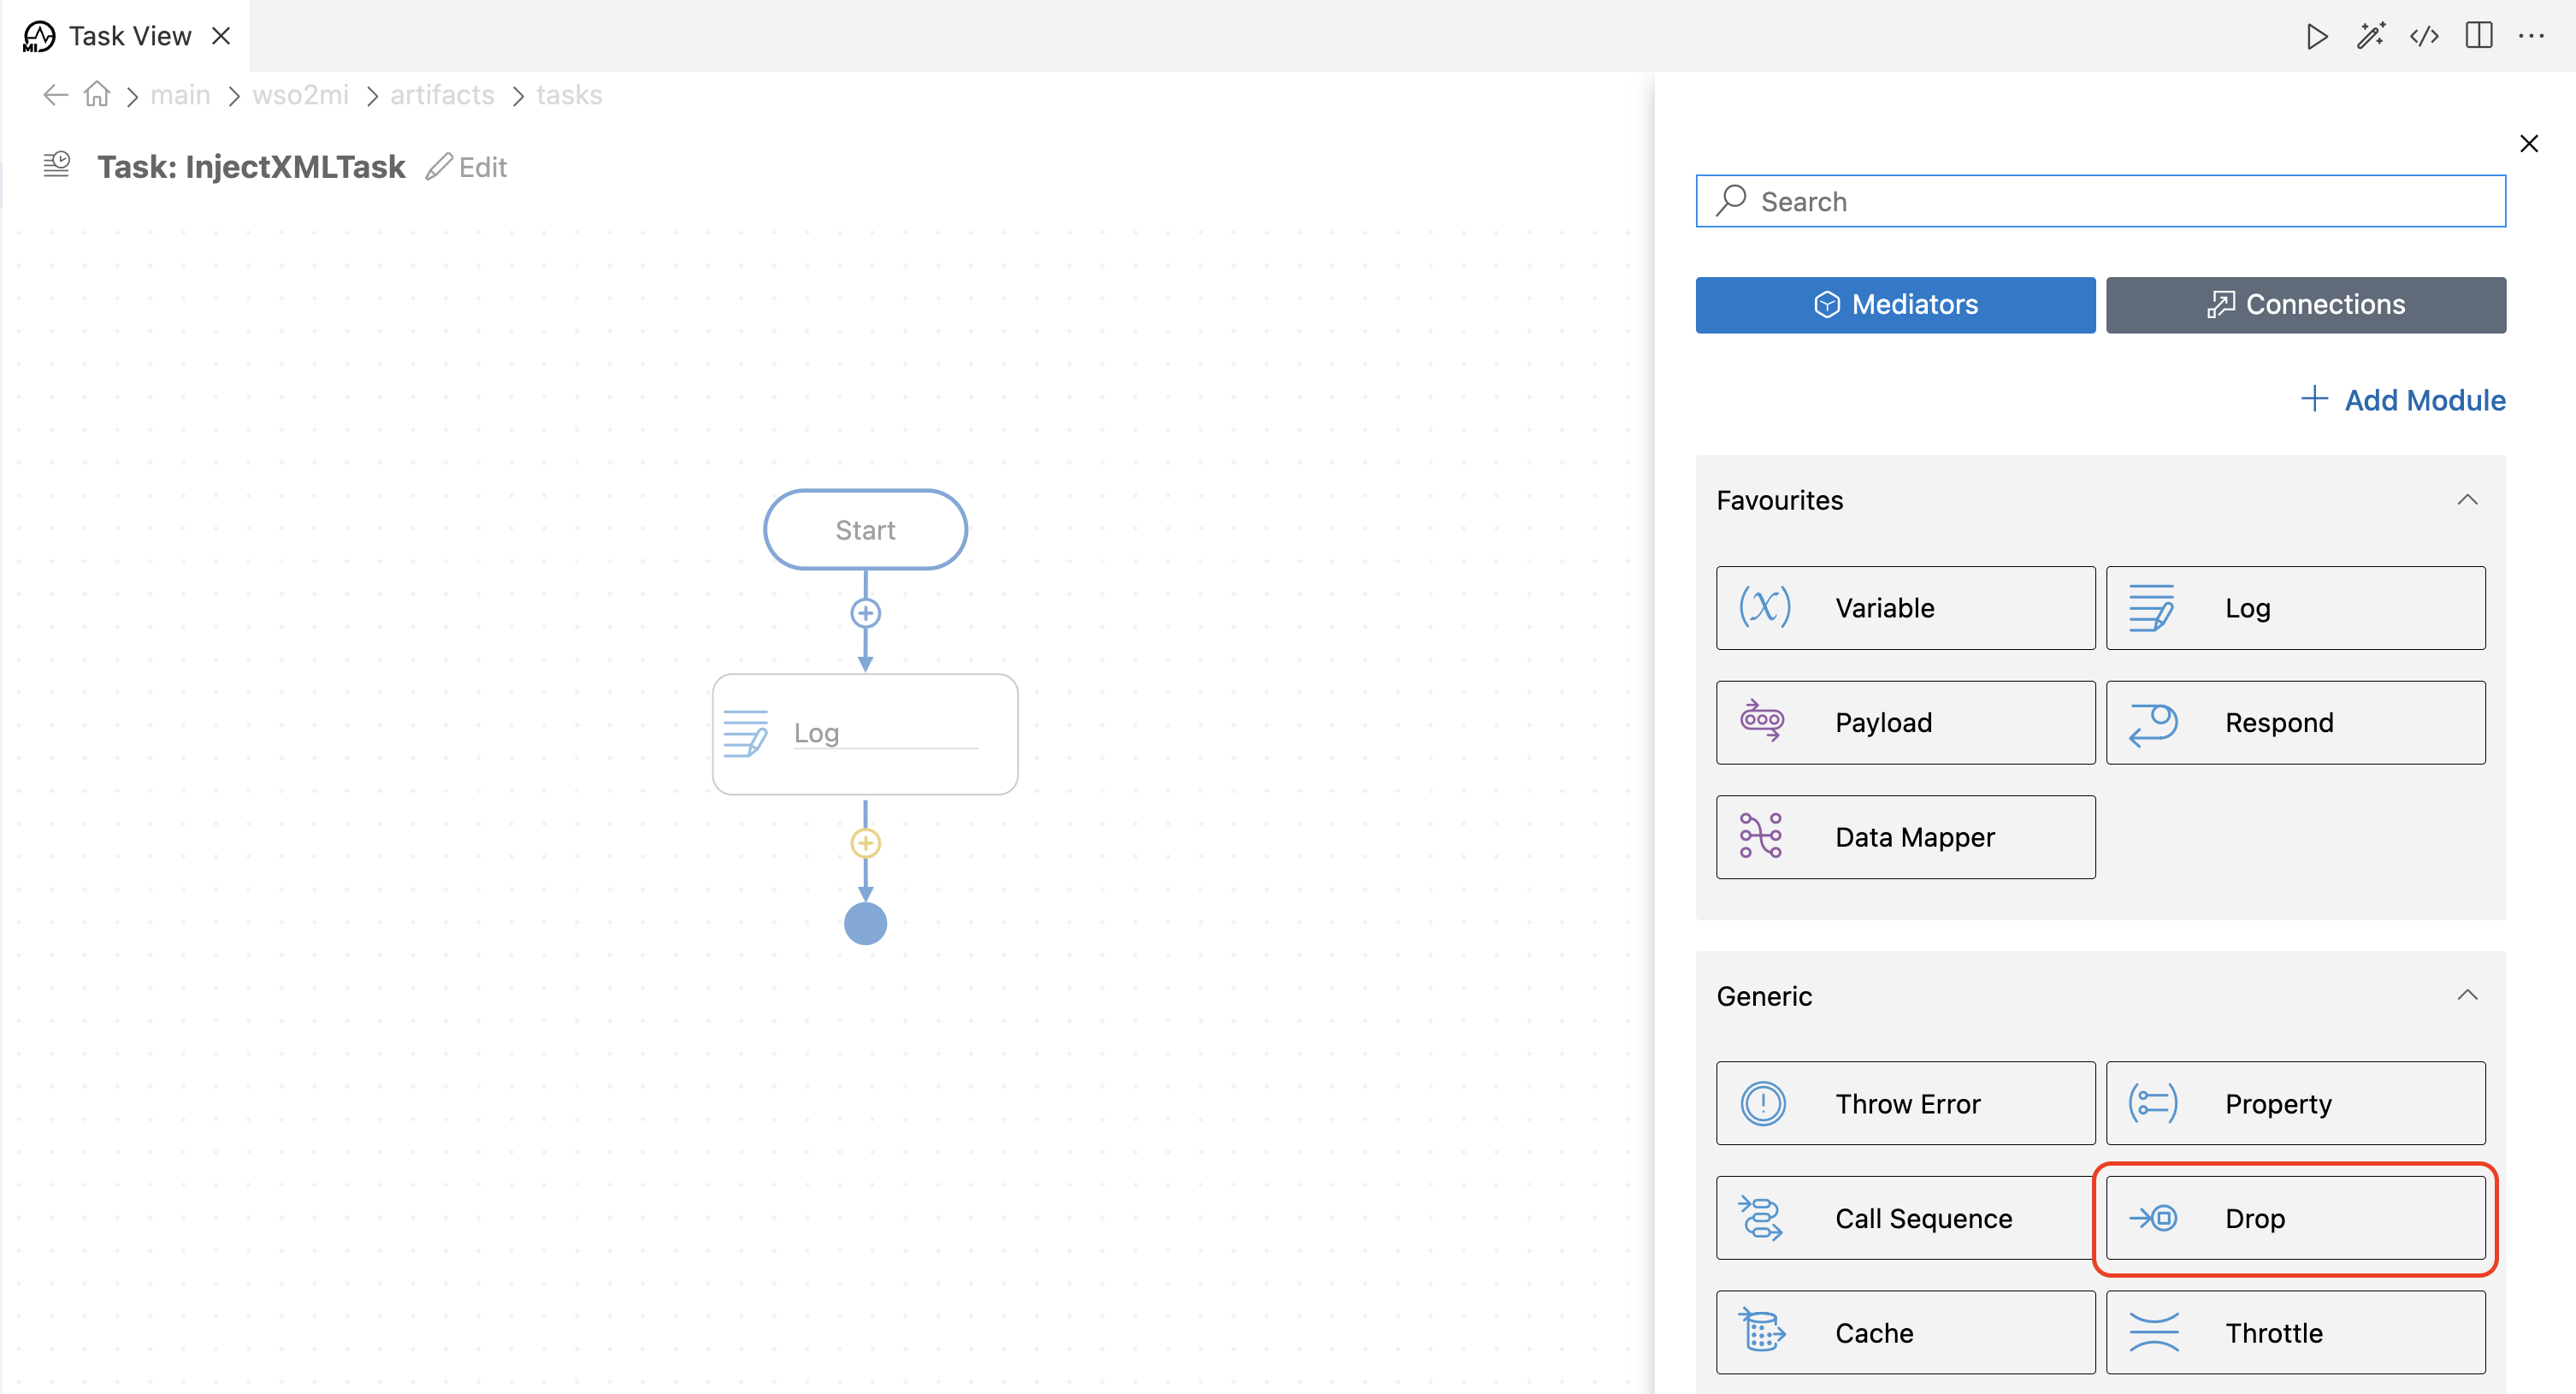 MI Task View
main wso2mi artifacts tasks
Task: InjectXMLTask Edit
Start
Log
Search
Mediators Connections
Add Module
Favourites
Variable Log
Payload Respond
Data Mapper
Generic
Throw Error Property
Call Sequence Drop
Cache Throttle